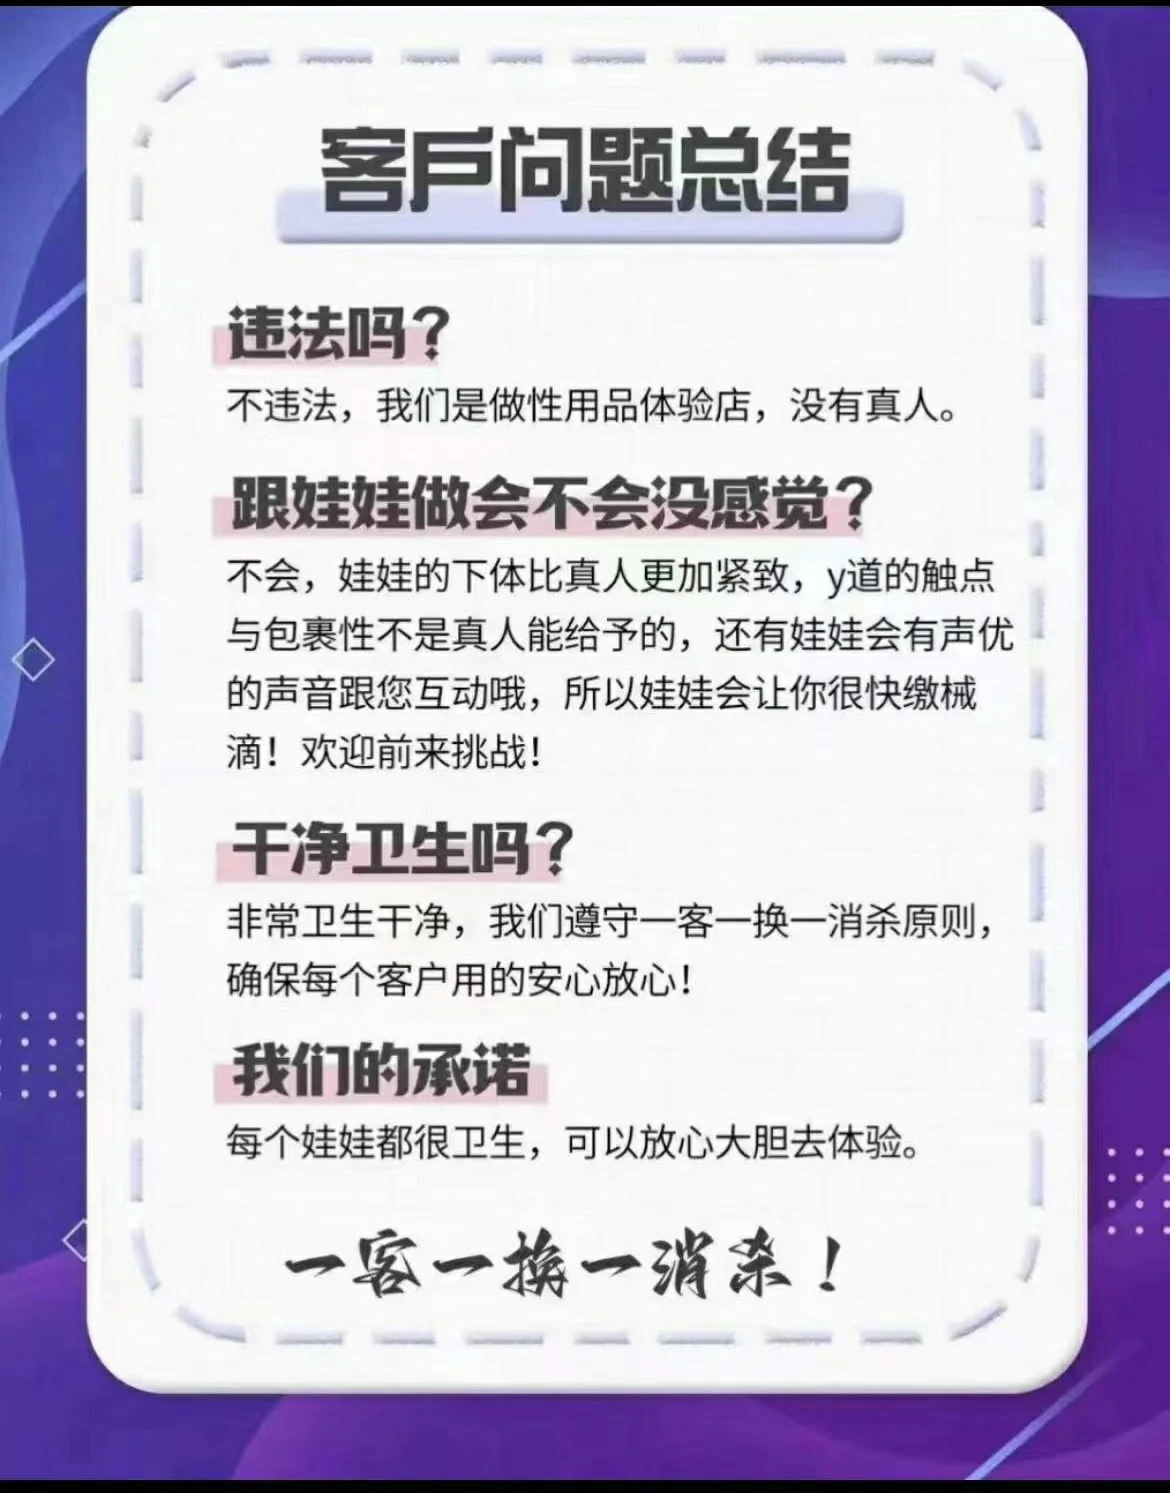 客戶问题总结
违法吗？
不违法，我们是做性用品体验店，没有真人。
跟娃娃做会不会没感觉？
不会，娃娃的下体比真人更加紧致，y道的触点
与包裹性不是真人能给予的，还有娃娃会有声优
的声音跟您互动哦，所以娃娃会让你很快缴械
滴！欢迎前来挑战！
干净卫生吗？
非常卫生干净，我们遵守一客一换一消杀原则，
确保每个客户用的安心放心！
我们的承诺
每个娃娃都很卫生，可以放心大胆去体验。
一客一换一消杀！